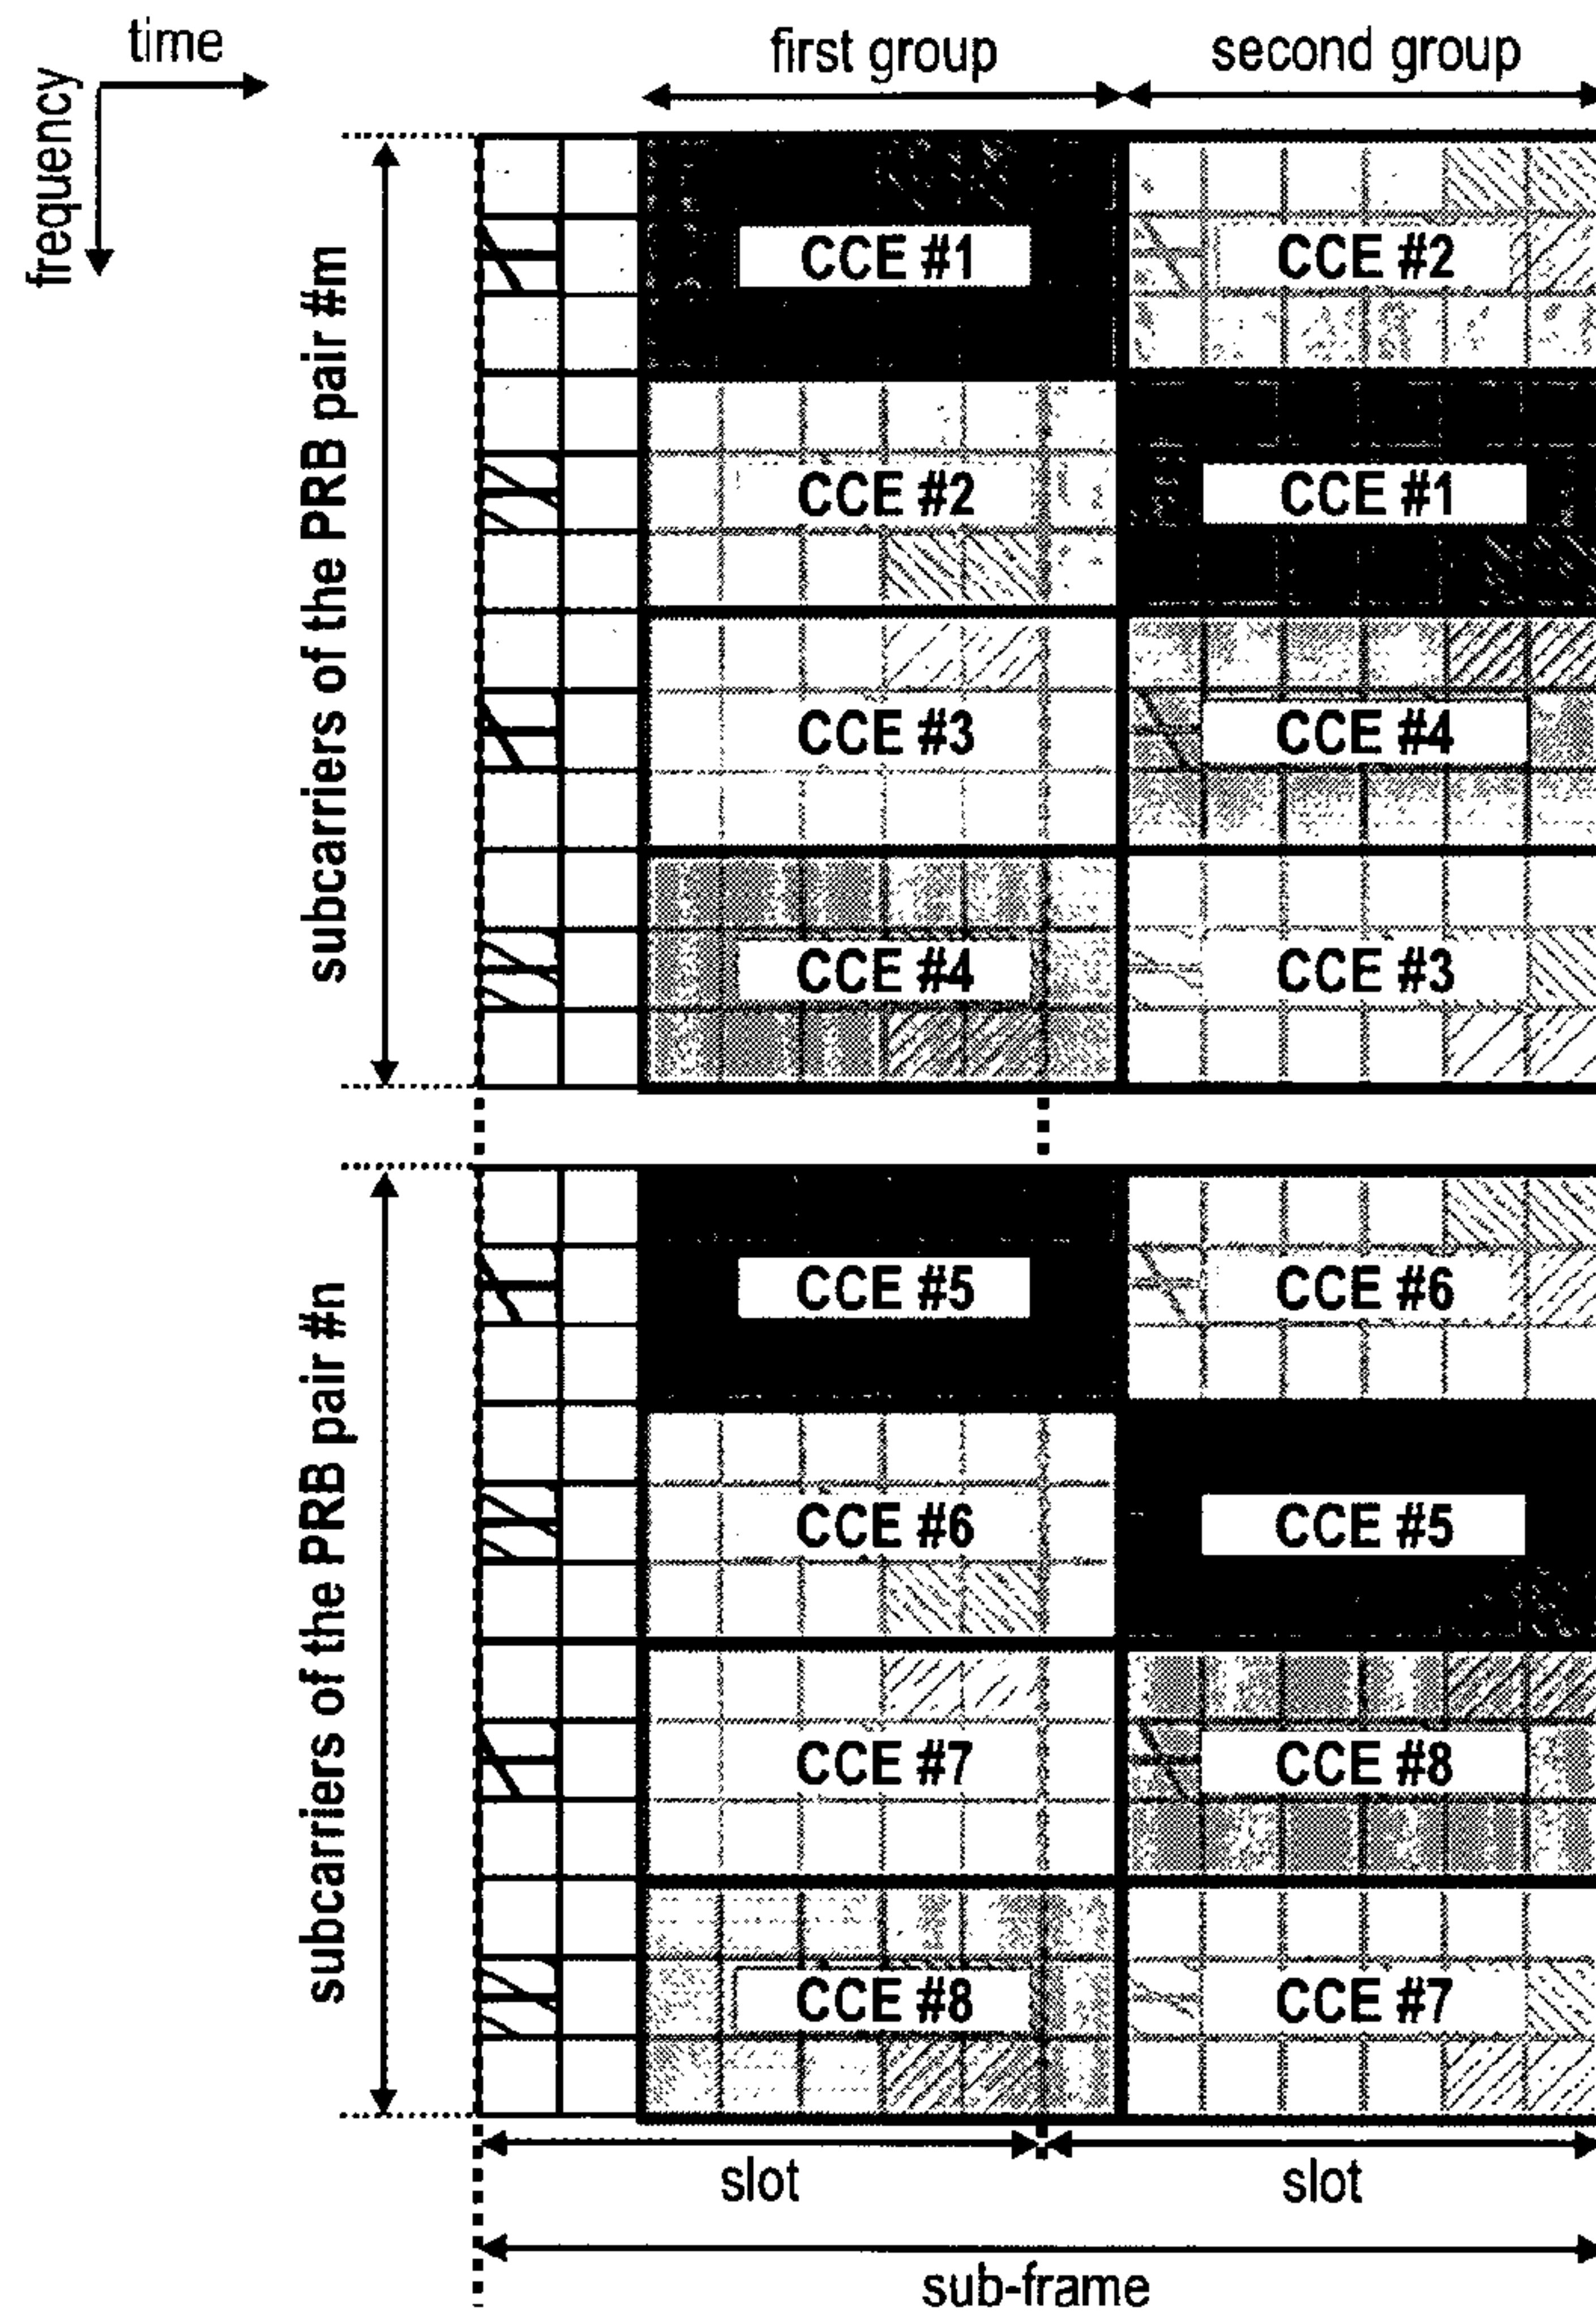 time
first group
second group
frequency
subcarriers of the PRB pair #m
CCE #1
CCE #2
CCE #2
CCE #1
CCE #3
CCE #4
CCE #4
CCE #3
subcarriers of the PRB pair #n
CCE #5
CCE #6
CCE #6
CCE #5
CCE #7
CCE #8
CCE #8
CCE #7
slot
slot
sub-frame